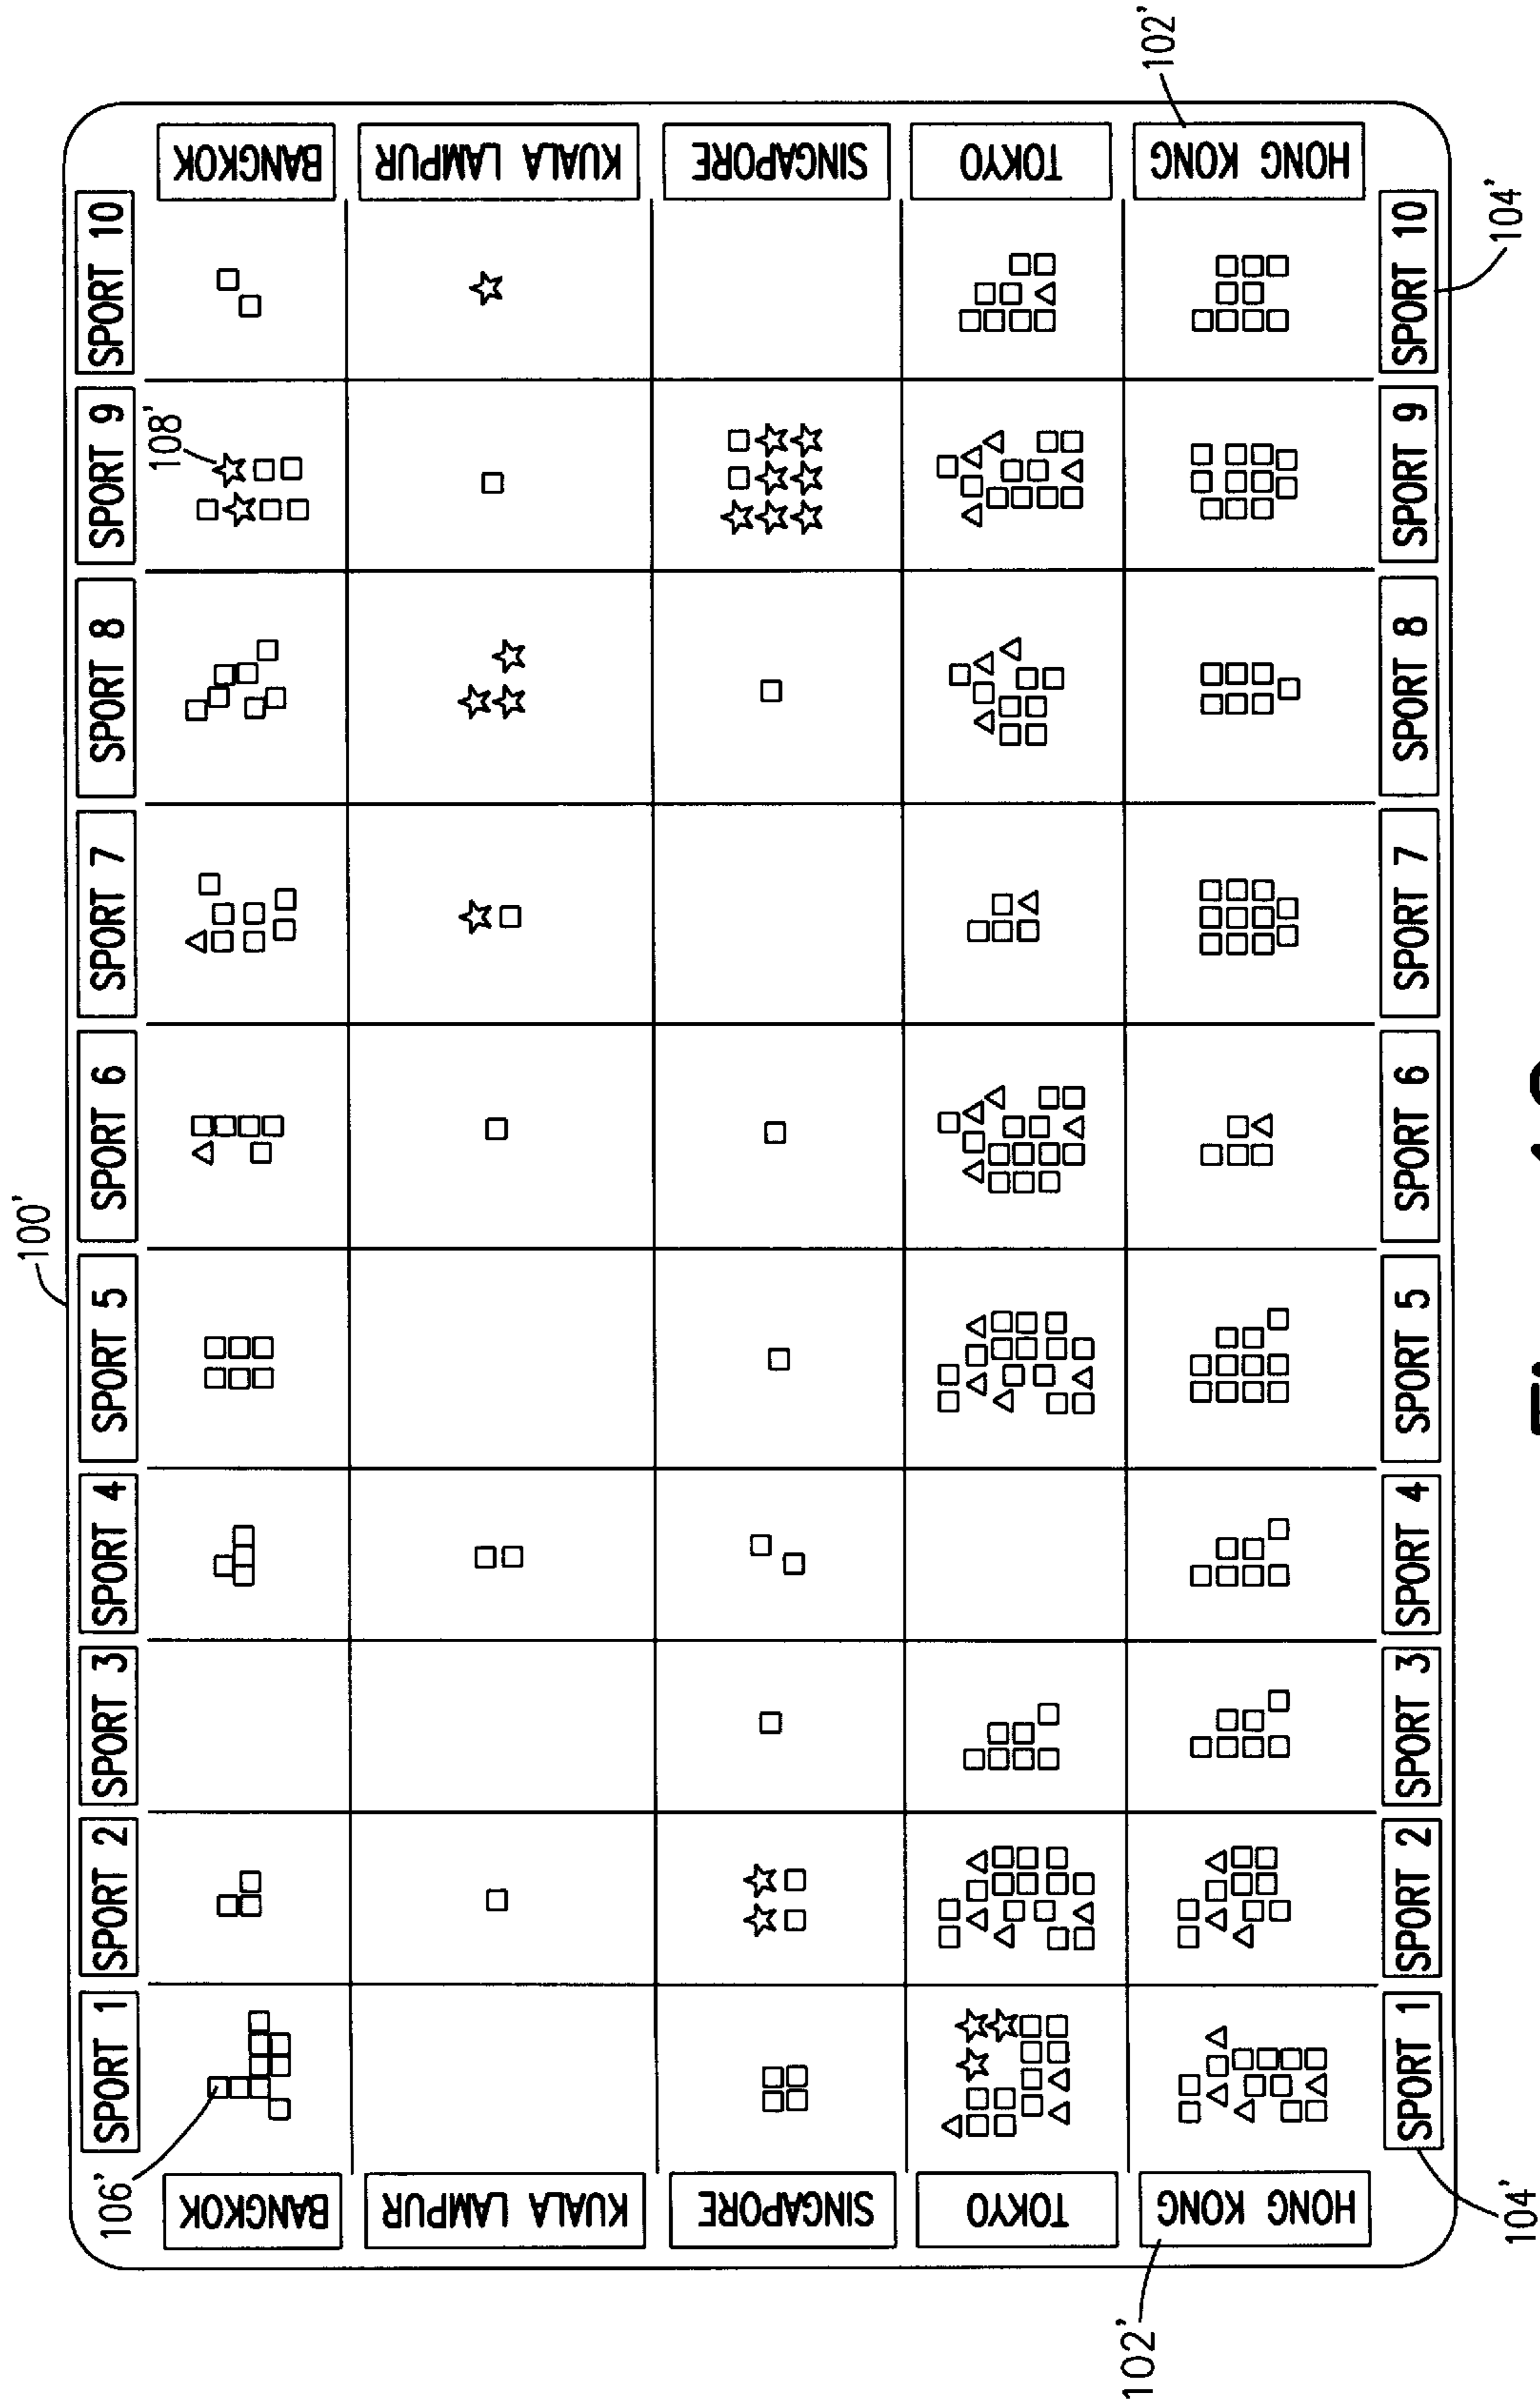 100'
106'
SPORT 1
SPORT 2
SPORT 3
SPORT 4
SPORT 5
SPORT 6
SPORT 7
SPORT 8
SPORT 9
SPORT 10
108'
BANGKOK
BANGKOK
KUALA LAMPUR
KUALA LAMPUR
SINGAPORE
SINGAPORE
TOKYO
TOKYO
102'
HONG KONG
HONG KONG
102'
SPORT 1
SPORT 2
SPORT 3
SPORT 4
SPORT 5
SPORT 6
SPORT 7
SPORT 8
SPORT 9
SPORT 10
104'
104'